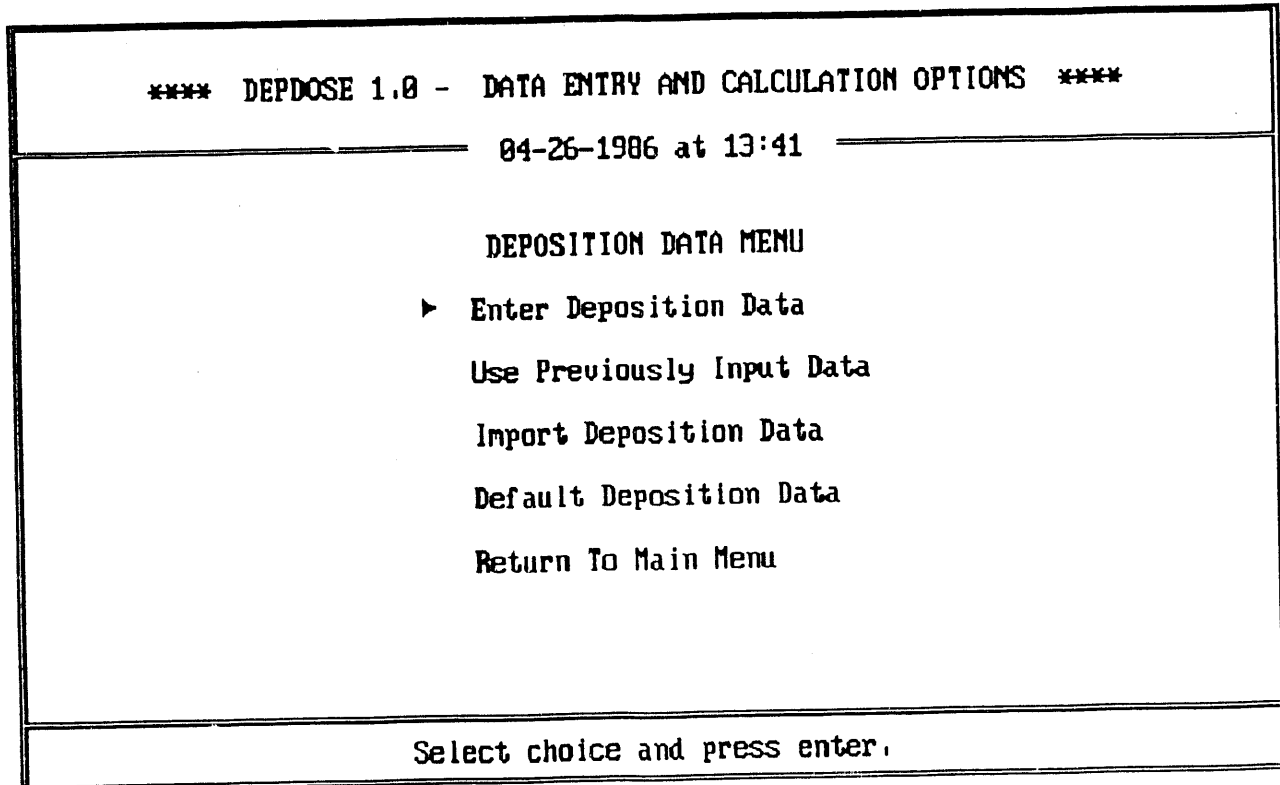 **** DEPDOSE 1.0 - DATA ENTRY AND CALCULATION OPTIONS ****
04-26-1986 at 13:41
DEPOSITION DATA MENU
► Enter Deposition Data
Use Previously Input Data
Import Deposition Data
Default Deposition Data
Return To Main Menu
Select choice and press enter.